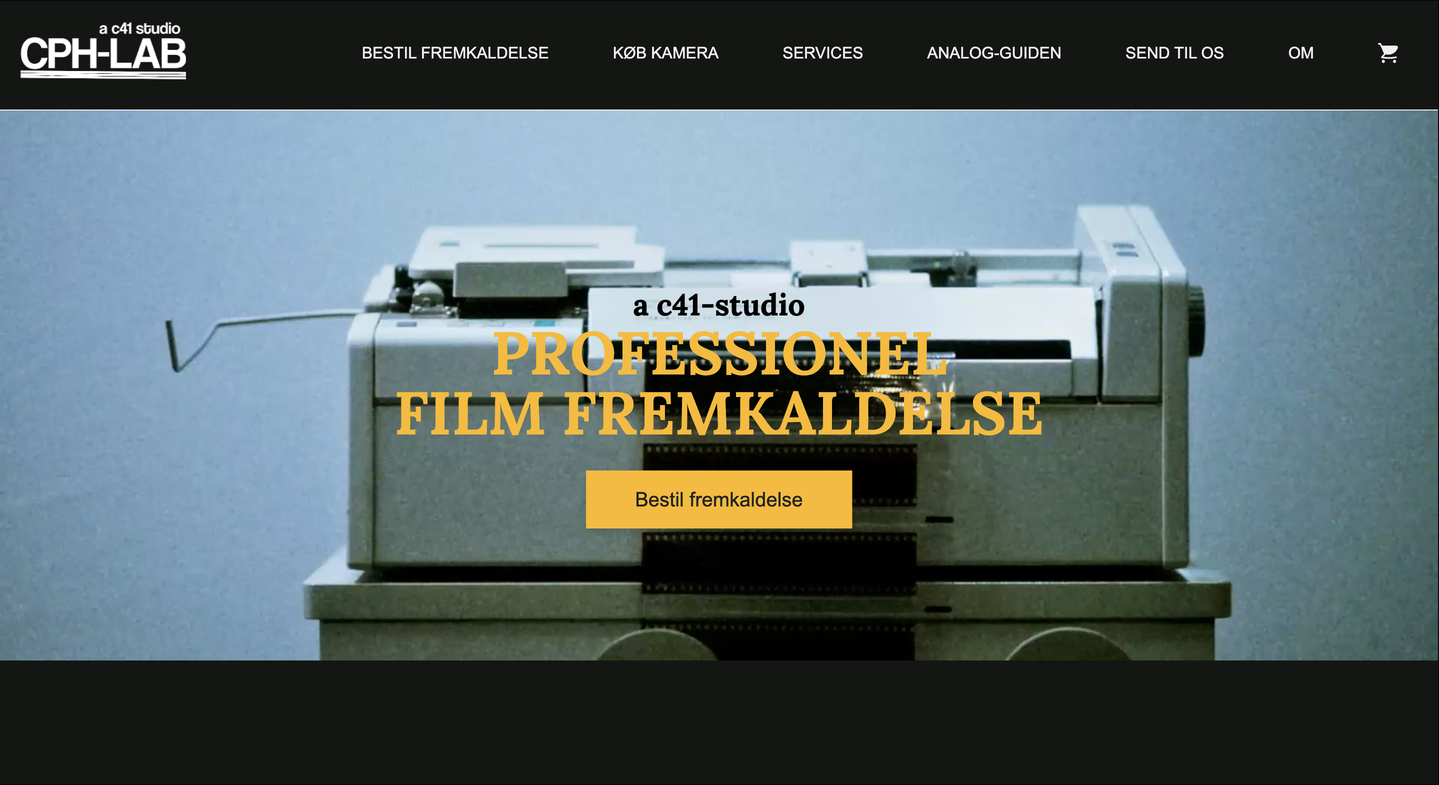 a c41 studio
CPH-LAB
BESTIL FREMKALDELSE
KØB KAMERA
SERVICES
ANALOG-GUIDEN
SEND TIL OS
OM
a c41-studio
PROFESSIONEL
FILM FREMKALDELSE
Bestil fremkaldelse